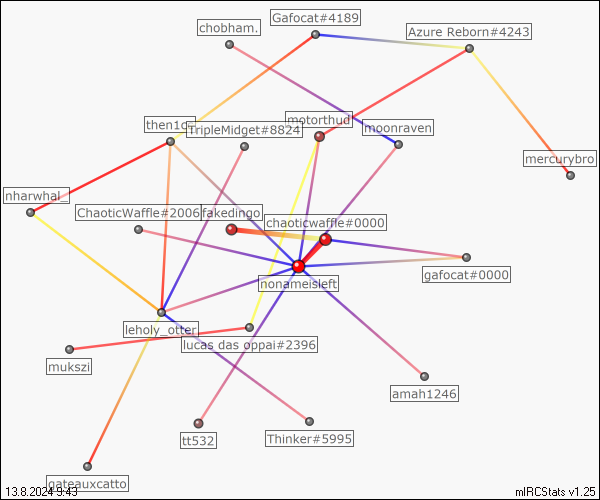 Gafocat#4189
chobham.
Azure Reborn#4243
motorthud
then1c
TripleMidget#8824
moonraven
mercurybro
nharwhal_
ChaoticWaffle#2006
fakedingo
chaoticwaffle#0000
gafocat#0000
nonameisleft
leholy_otter
lucas das oppai#2396
mukszi
amah1246
tt532
Thinker#5995
gateauxcatto
13.8.2024 9:43
mIRCStats v1.25